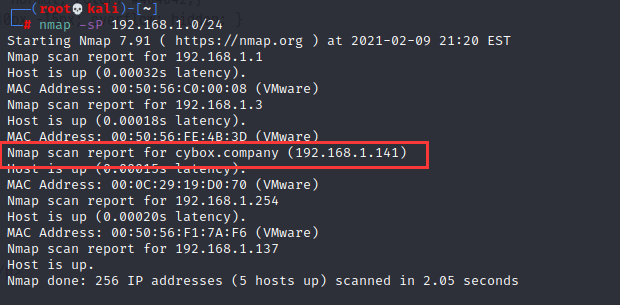 (root💀kali)-[~]
# nmap -sP 192.168.1.0/24
Starting Nmap 7.91 ( https://nmap.org ) at 2021-02-09 21:20 EST
Nmap scan report for 192.168.1.1
Host is up (0.00032s latency).
MAC Address: 00:50:56:C0:00:08 (VMware)
Nmap scan report for 192.168.1.3
Host is up (0.00018s latency).
MAC Address: 00:50:56:FE:4B:3D (VMware)
Nmap scan report for cybox.company (192.168.1.141)
Host is up (0.00015s latency).
MAC Address: 00:0C:29:19:D0:70 (VMware)
Nmap scan report for 192.168.1.254
Host is up (0.00020s latency).
MAC Address: 00:50:56:F1:7A:F6 (VMware)
Nmap scan report for 192.168.1.137
Host is up.
Nmap done: 256 IP addresses (5 hosts up) scanned in 2.05 seconds